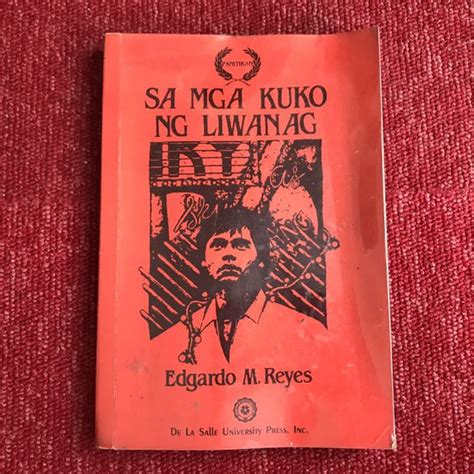 PANITIKAN
SA MGA KUKO
NG LIWANAG
Edgardo M. Reyes
DE LA SALLE UNIVERSITY PRESS, INC.